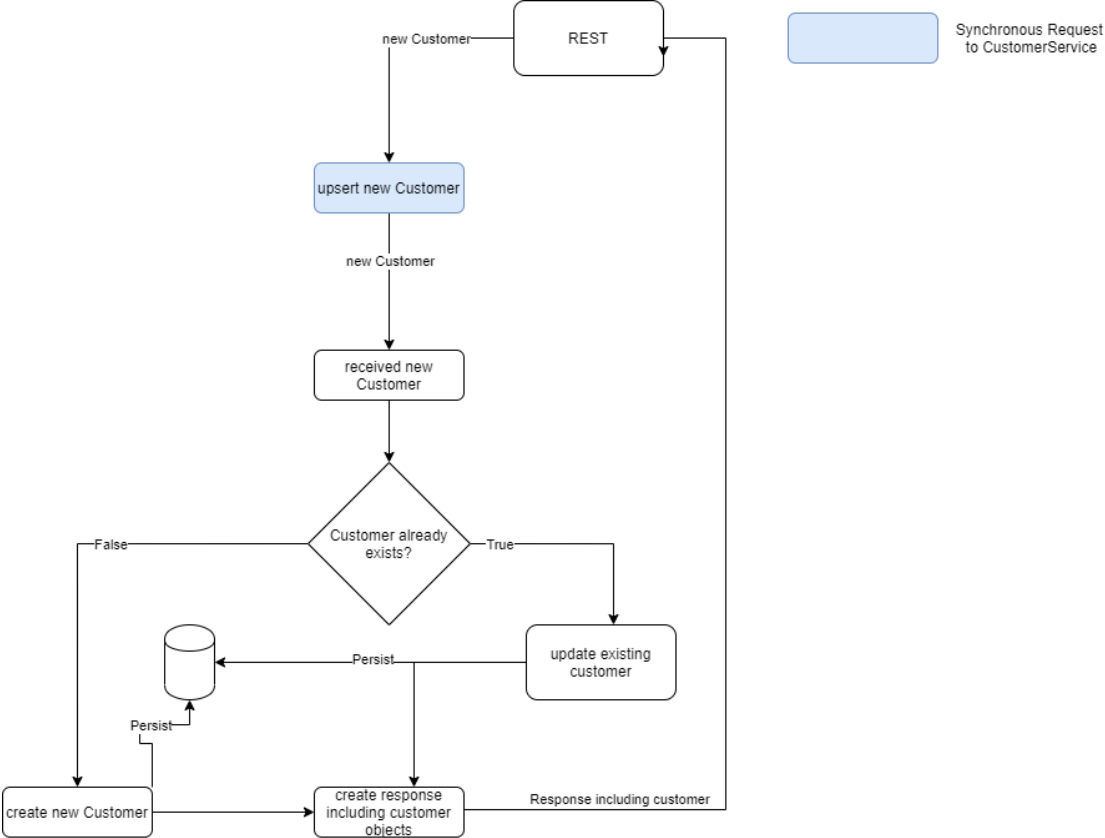 new Customer
REST
Synchronous Request
to CustomerService
upsert new Customer
new Customer
received new
Customer
Customer already
exists?
False
True
update existing
customer
Persist
Persist
create new Customer
create response
including customer
objects
Response including customer